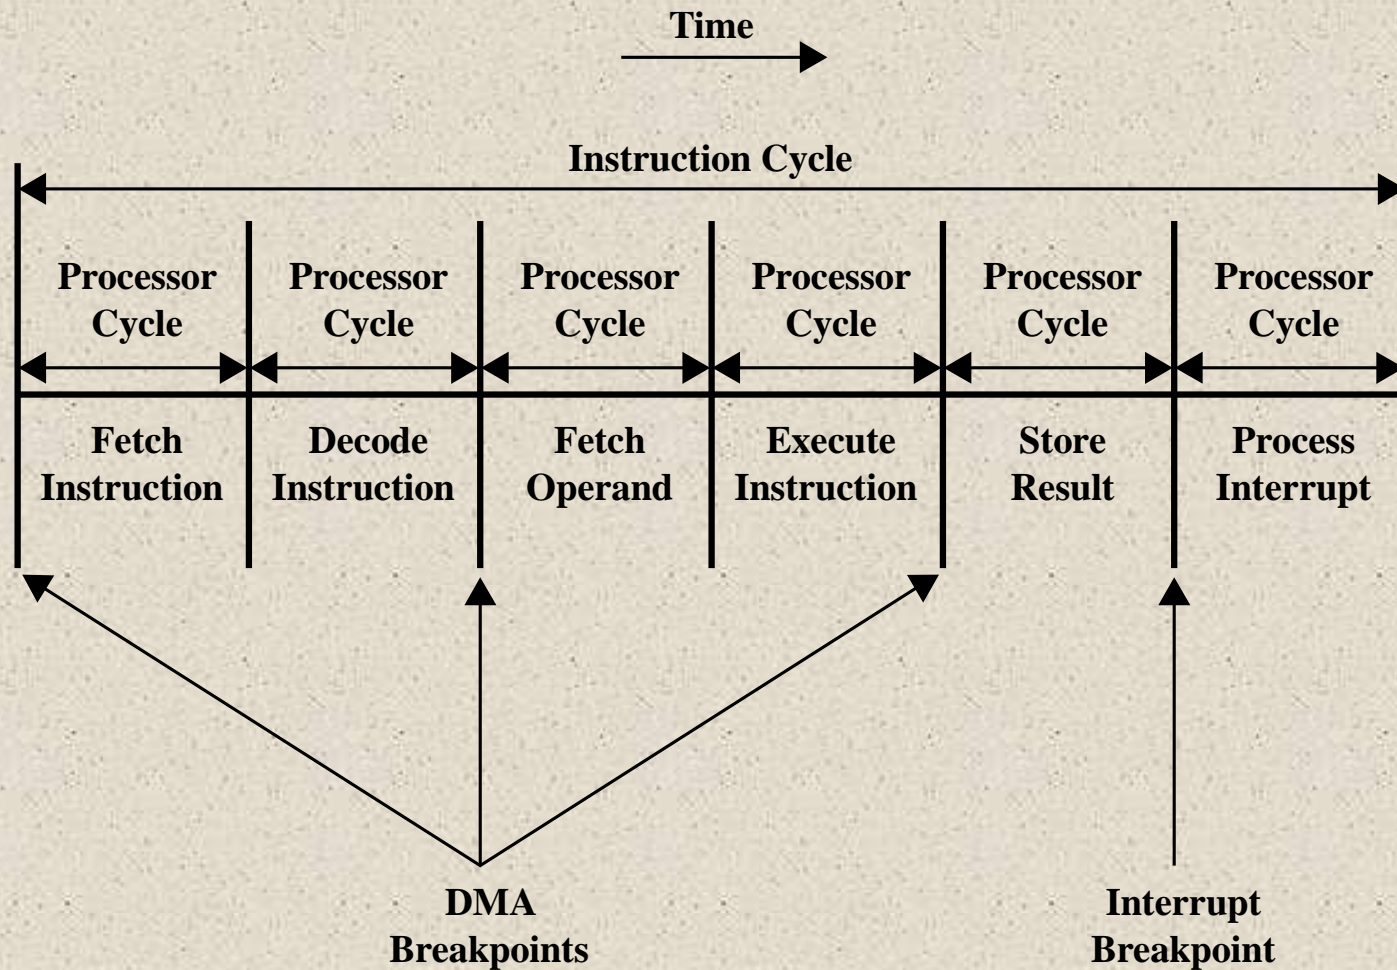 Time
Instruction Cycle
Processor Processor Processor Processor Processor Processor
Cycle Cycle Cycle Cycle Cycle Cycle
Fetch Decode Fetch Execute Store Process
Instruction Instruction Operand Instruction Result Interrupt
DMA Interrupt
Breakpoints Breakpoint